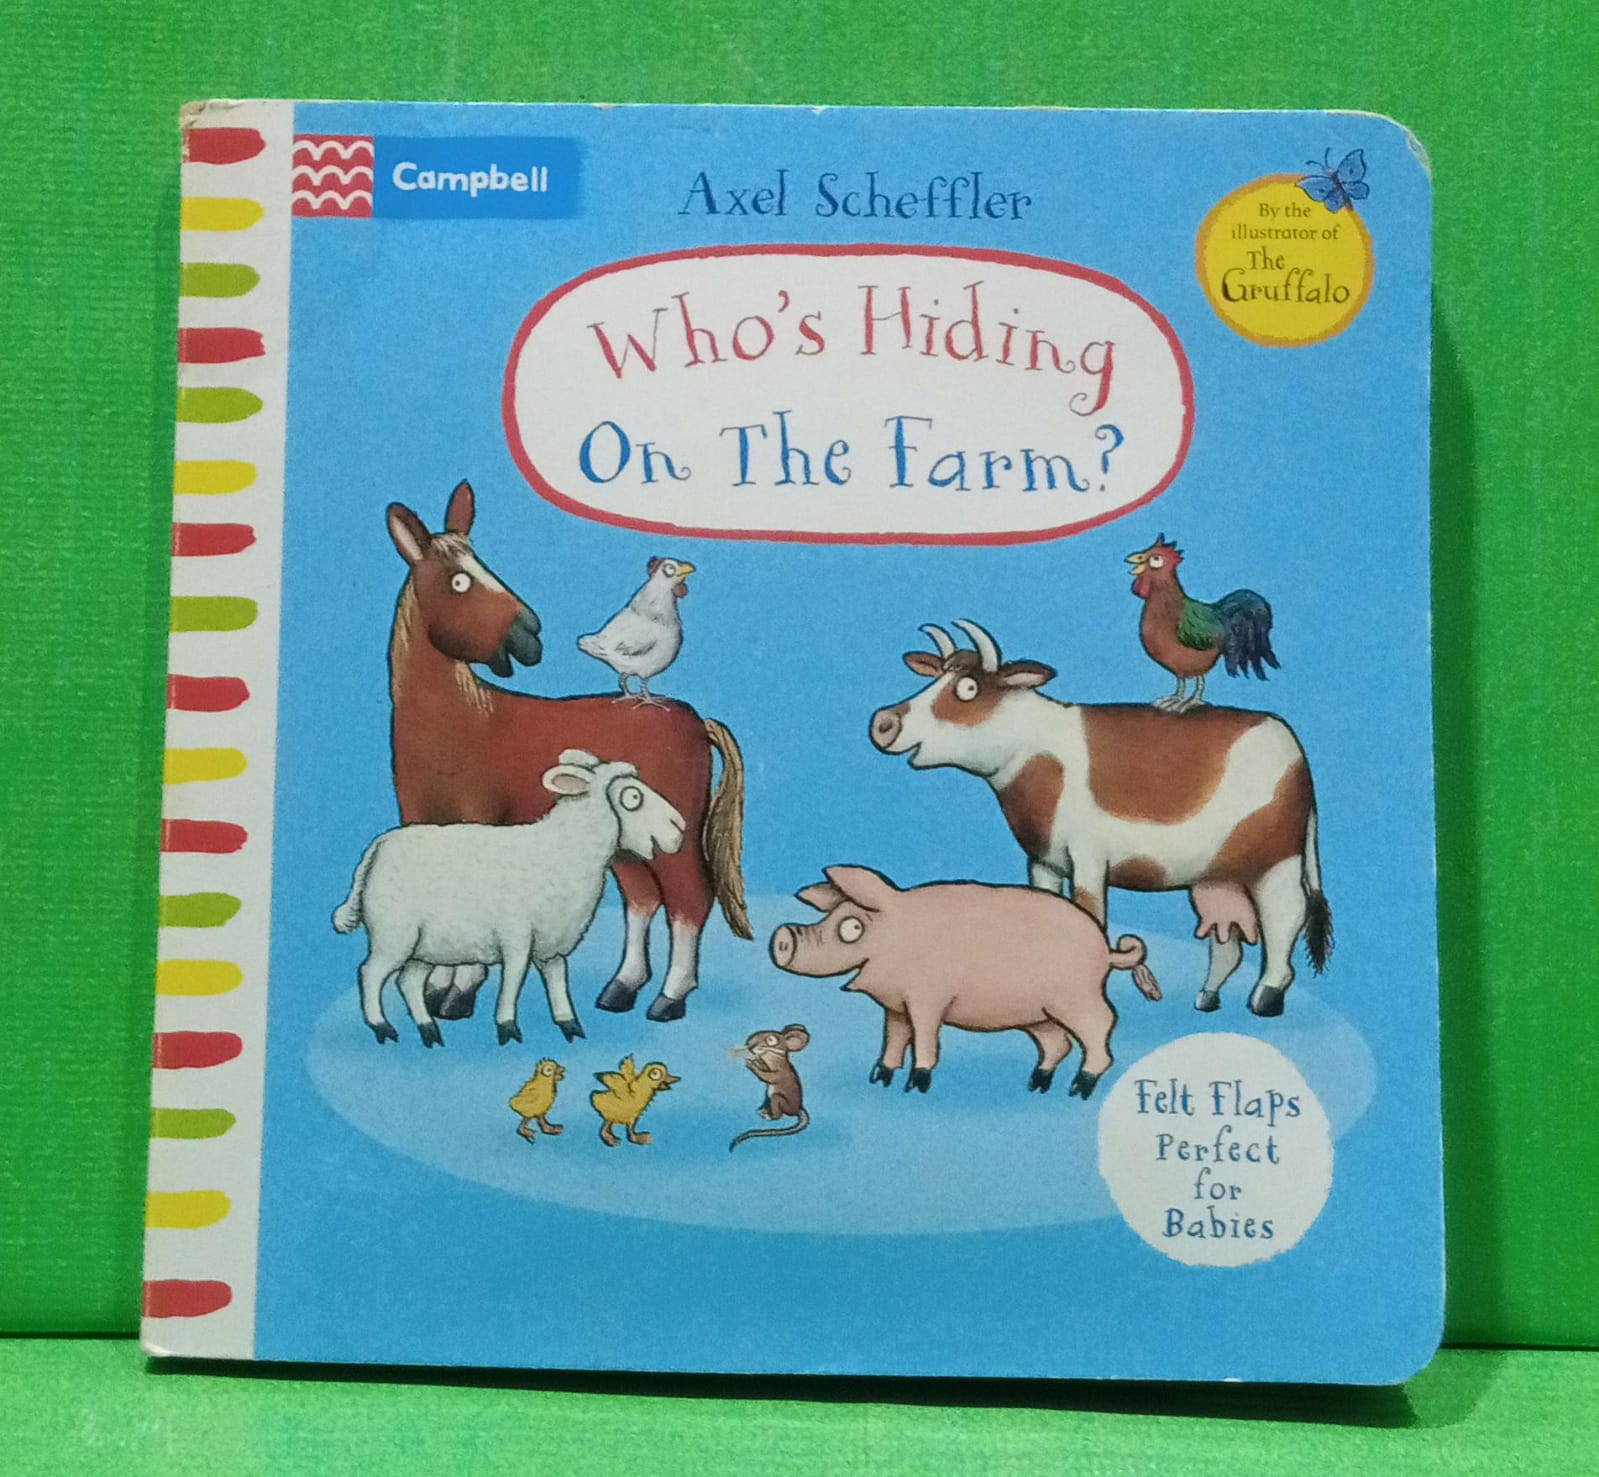 Campbell
Axel Scheffler
By the
illustrator of
The
Gruffalo
Who's Hiding
On The Farm?
Felt Flaps
Perfect
for
Babies